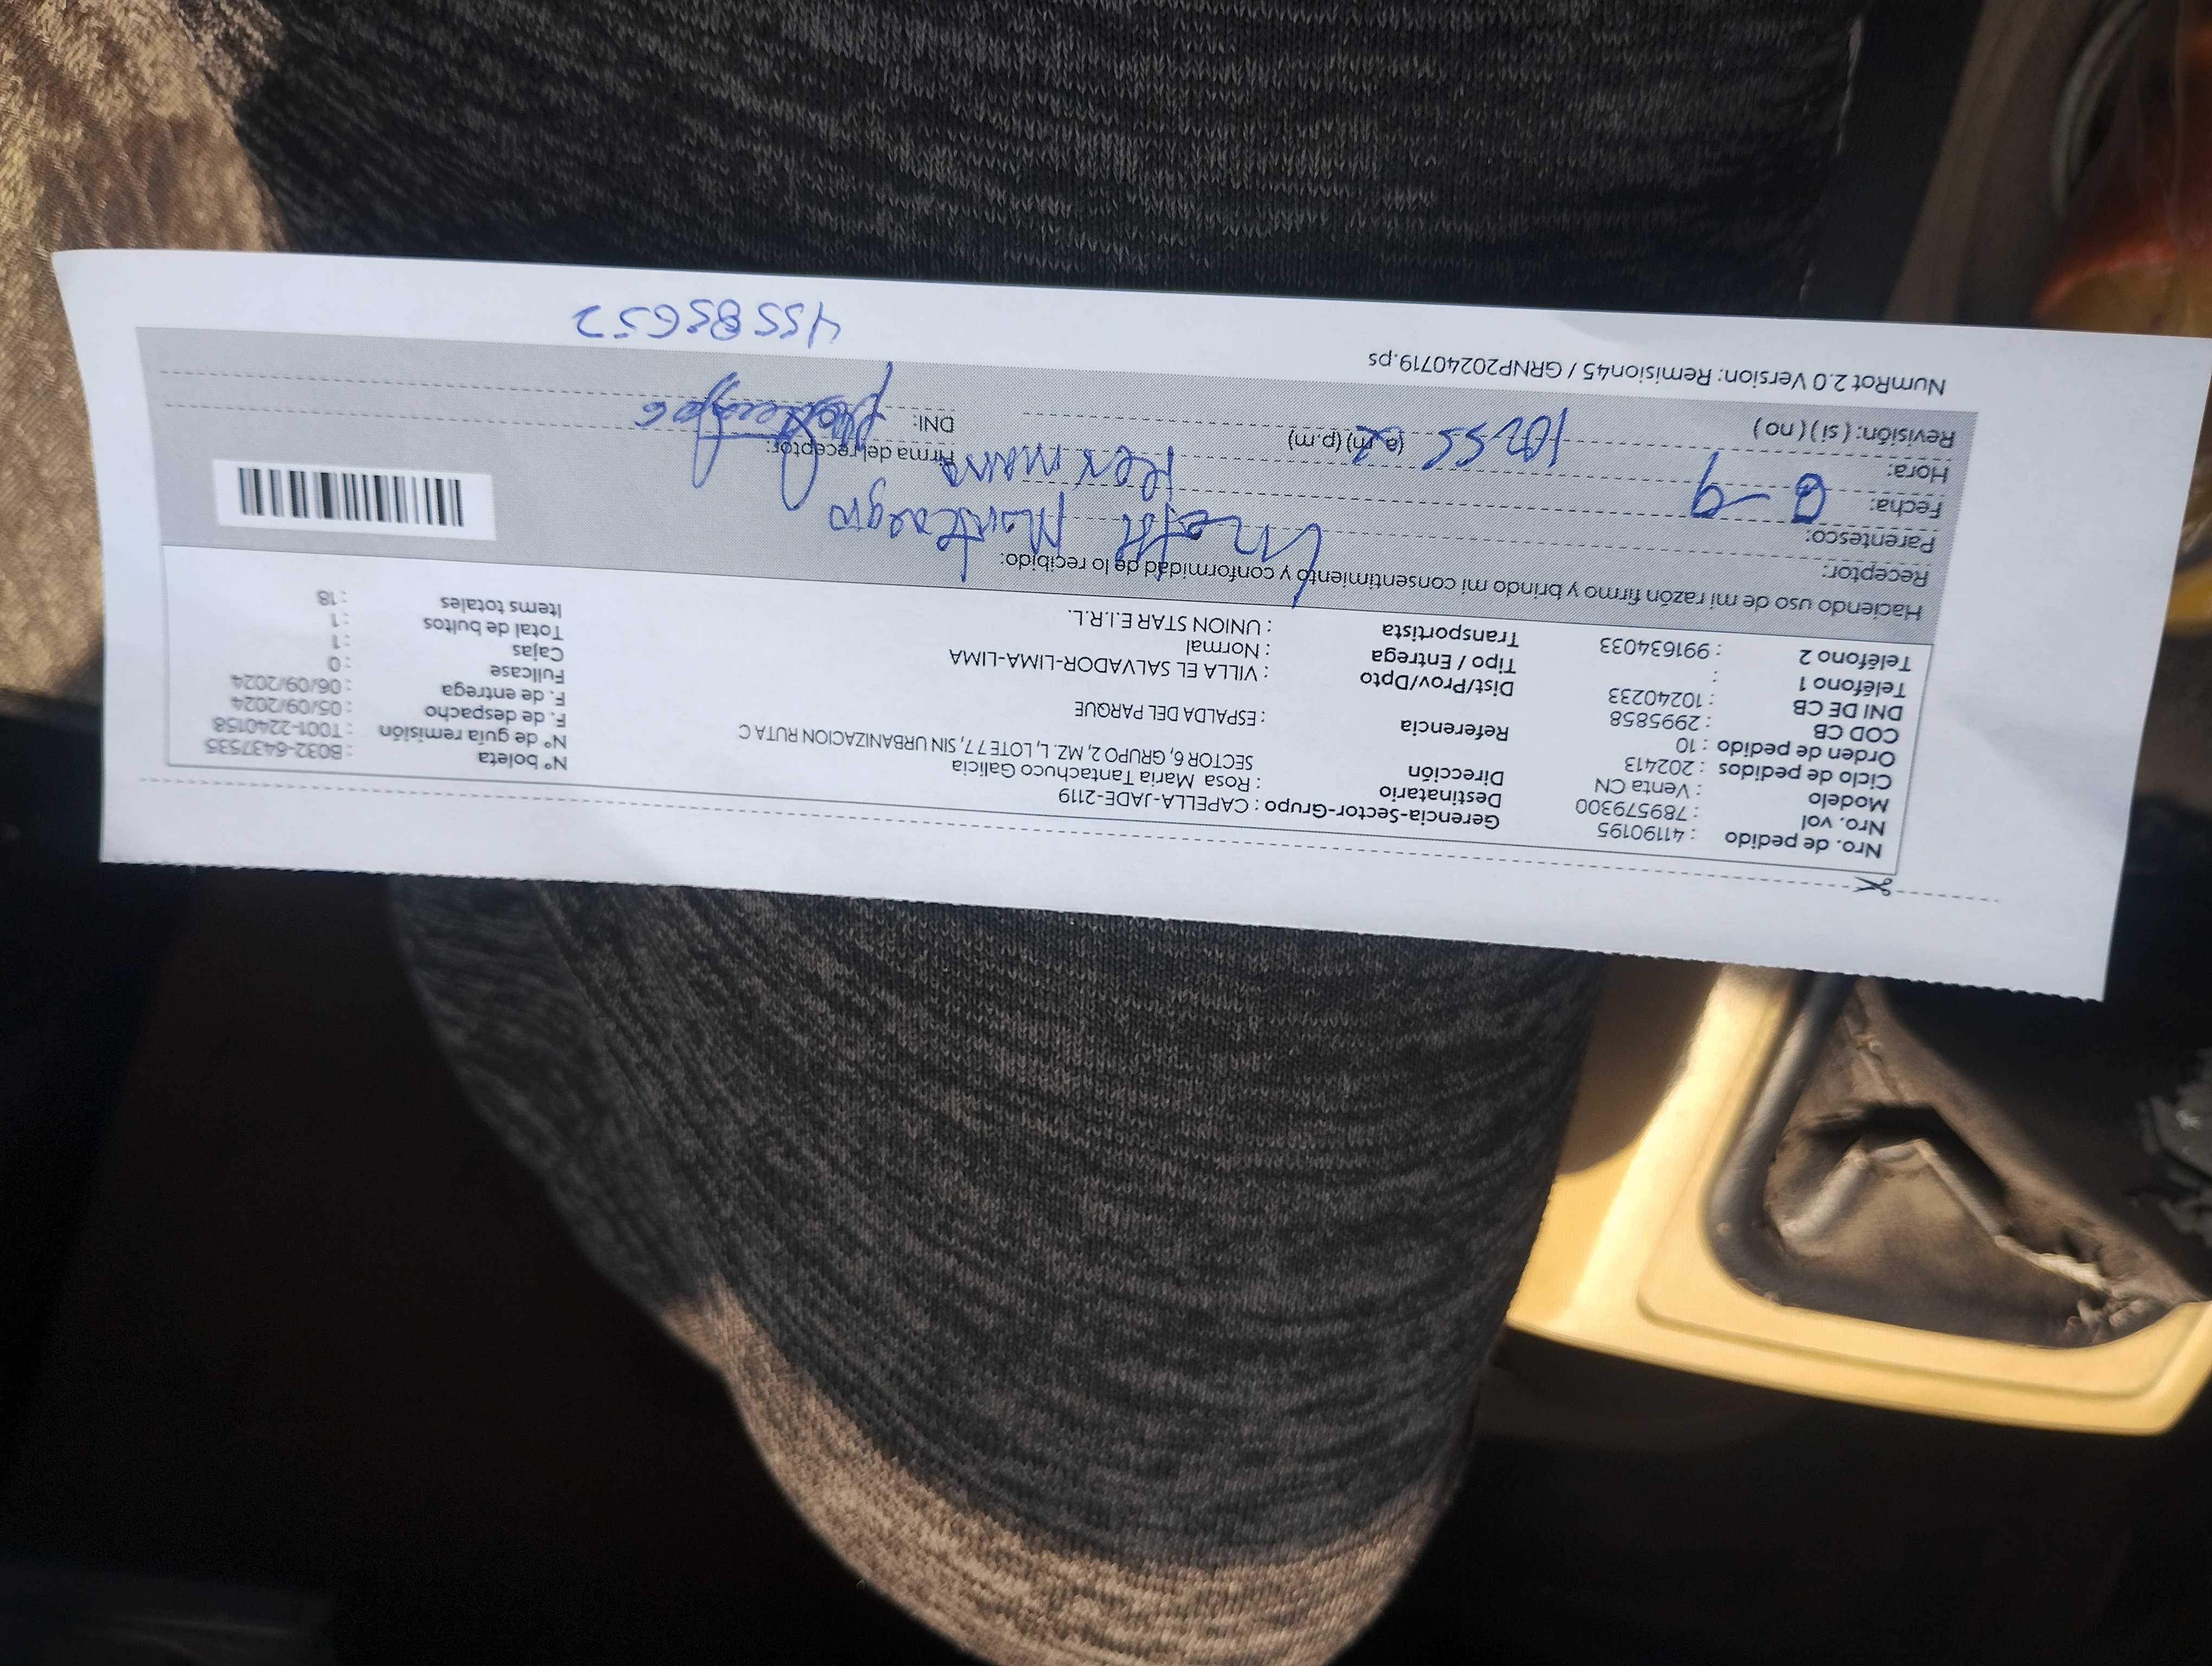 Nro. de pedido : 41190195
Nro. vol : 789579300
Modelo : Venta CN
Ciclo de pedidos : 202413
Orden de pedido : 10
COD CB : 2995858
DNI DE CB : 10240233
Teléfono 1 :
Teléfono 2 : 991634033
Gerencia-Sector-Grupo : CAPELLA-JADE-2119
Destinatario : Rosa Maria Tantachuco Galicia
Dirección SECTOR 6, GRUPO 2, MZ. L, LOTE 7 7, SIN URBANIZACION RUTA C
Referencia : ESPALDA DEL PARQUE
Dist/Prov/Dpto : VILLA EL SALVADOR-LIMA-LIMA
Tipo / Entrega : Normal
Transportista : UNION STAR E.I.R.L.
N° boleta : B032-6437535
N° de guía remisión : T001-2240158
F. de despacho : 05/09/2024
F. de entrega : 06/09/2024
Fullcase : 0
Cajas : 1
Total de bultos : 1
Items totales : 18
Haciendo uso de mi razón firmo y brindo mi consentimiento y conformidad de lo recibido:
Receptor: Montenegro
Parentesco: Hermana
Fecha:
Hora: 10:55 (a.m) (p.m)
Revisión: ( si ) ( no )
Firma del receptor:
DNI:
45585652
NumRot 2.0 Version: Remision45 / GRNP20240719.ps